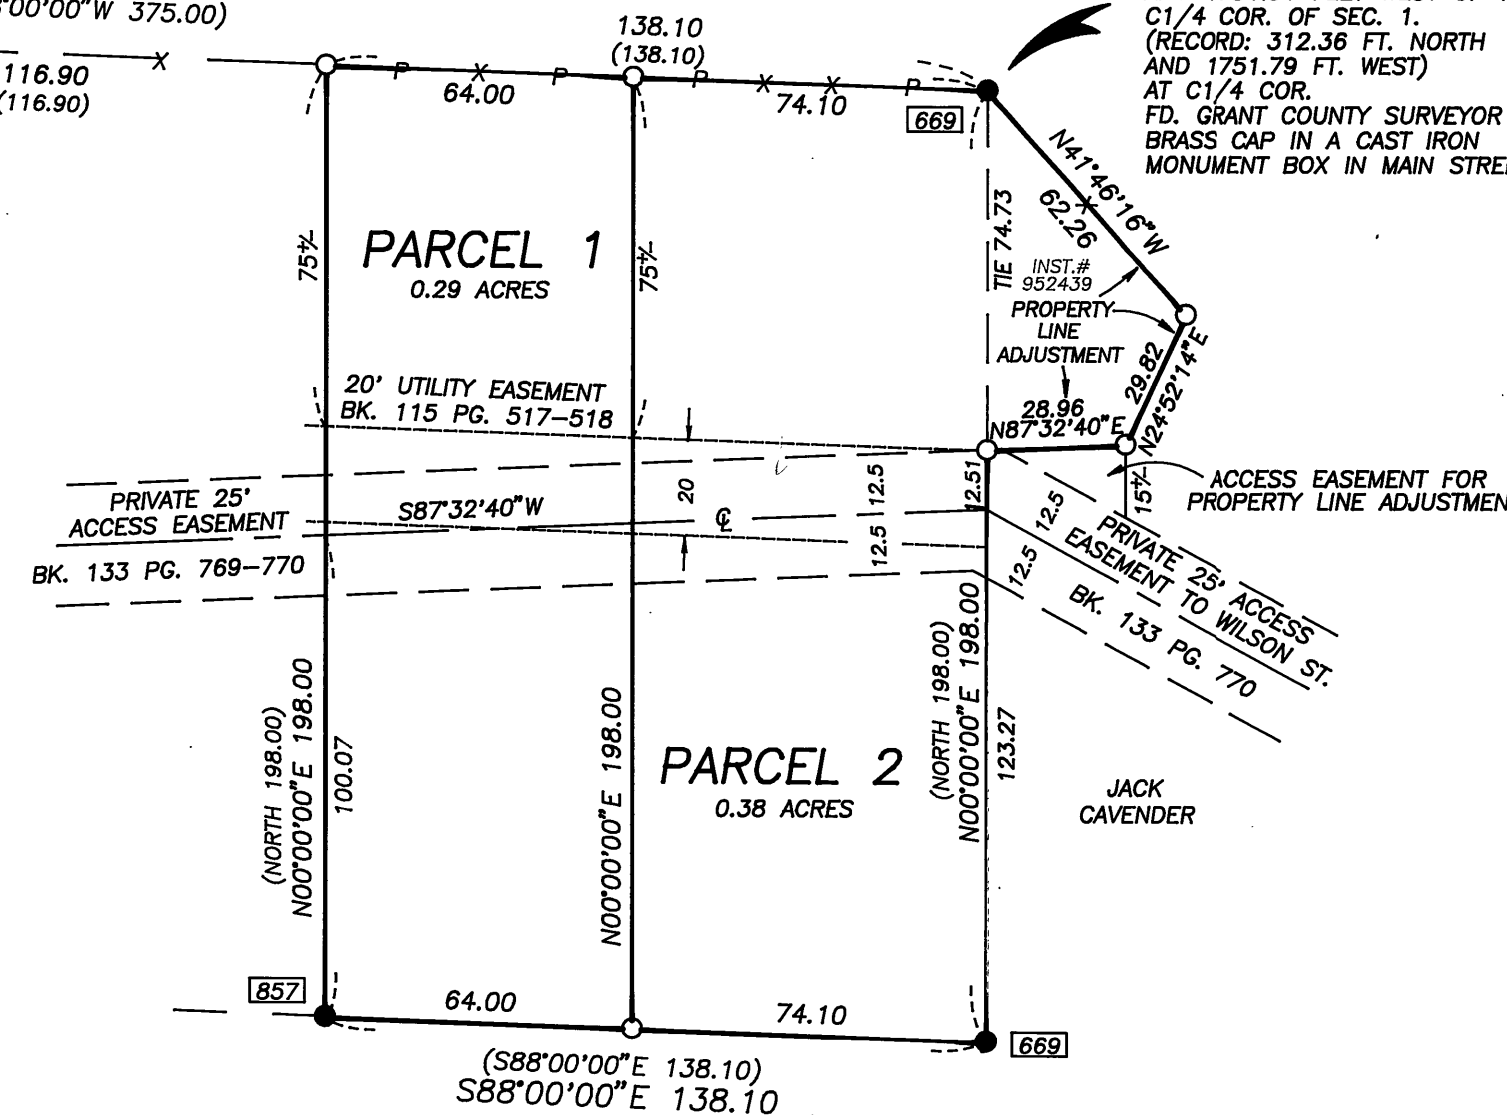 00'00"W 375.00)
116.90
(116.90)
138.10
(138.10)
64.00
74.10
669
C1/4 COR. OF SEC. 1.
(RECORD: 312.36 FT. NORTH
AND 1751.79 FT. WEST)
AT C1/4 COR.
FD. GRANT COUNTY SURVEYOR
BRASS CAP IN A CAST IRON
MONUMENT BOX IN MAIN STRE
N41°46'16"W
62.26
TIE 74.73
INST.#
952439
PROPERTY
LINE
ADJUSTMENT
29.82
N24°52'14"E
28.96
N87°32'40"E
75+/-
PARCEL 1
0.29 ACRES
75+/-
20' UTILITY EASEMENT
BK. 115 PG. 517-518
PRIVATE 25'
ACCESS EASEMENT
BK. 133 PG. 769-770
S87°32'40"W
20
℄
12.5
12.5
12.51
15+/-
ACCESS EASEMENT FOR
PROPERTY LINE ADJUSTMEN
12.5
12.5
PRIVATE 25' ACCESS
EASEMENT TO WILSON ST.
BK. 133 PG. 770
(NORTH 198.00)
N00°00'00"E 198.00
100.07
N00°00'00"E 198.00
PARCEL 2
0.38 ACRES
(NORTH 198.00)
N00°00'00"E 198.00
123.27
JACK
CAVENDER
857
64.00
74.10
669
(S88°00'00"E 138.10)
S88°00'00"E 138.10